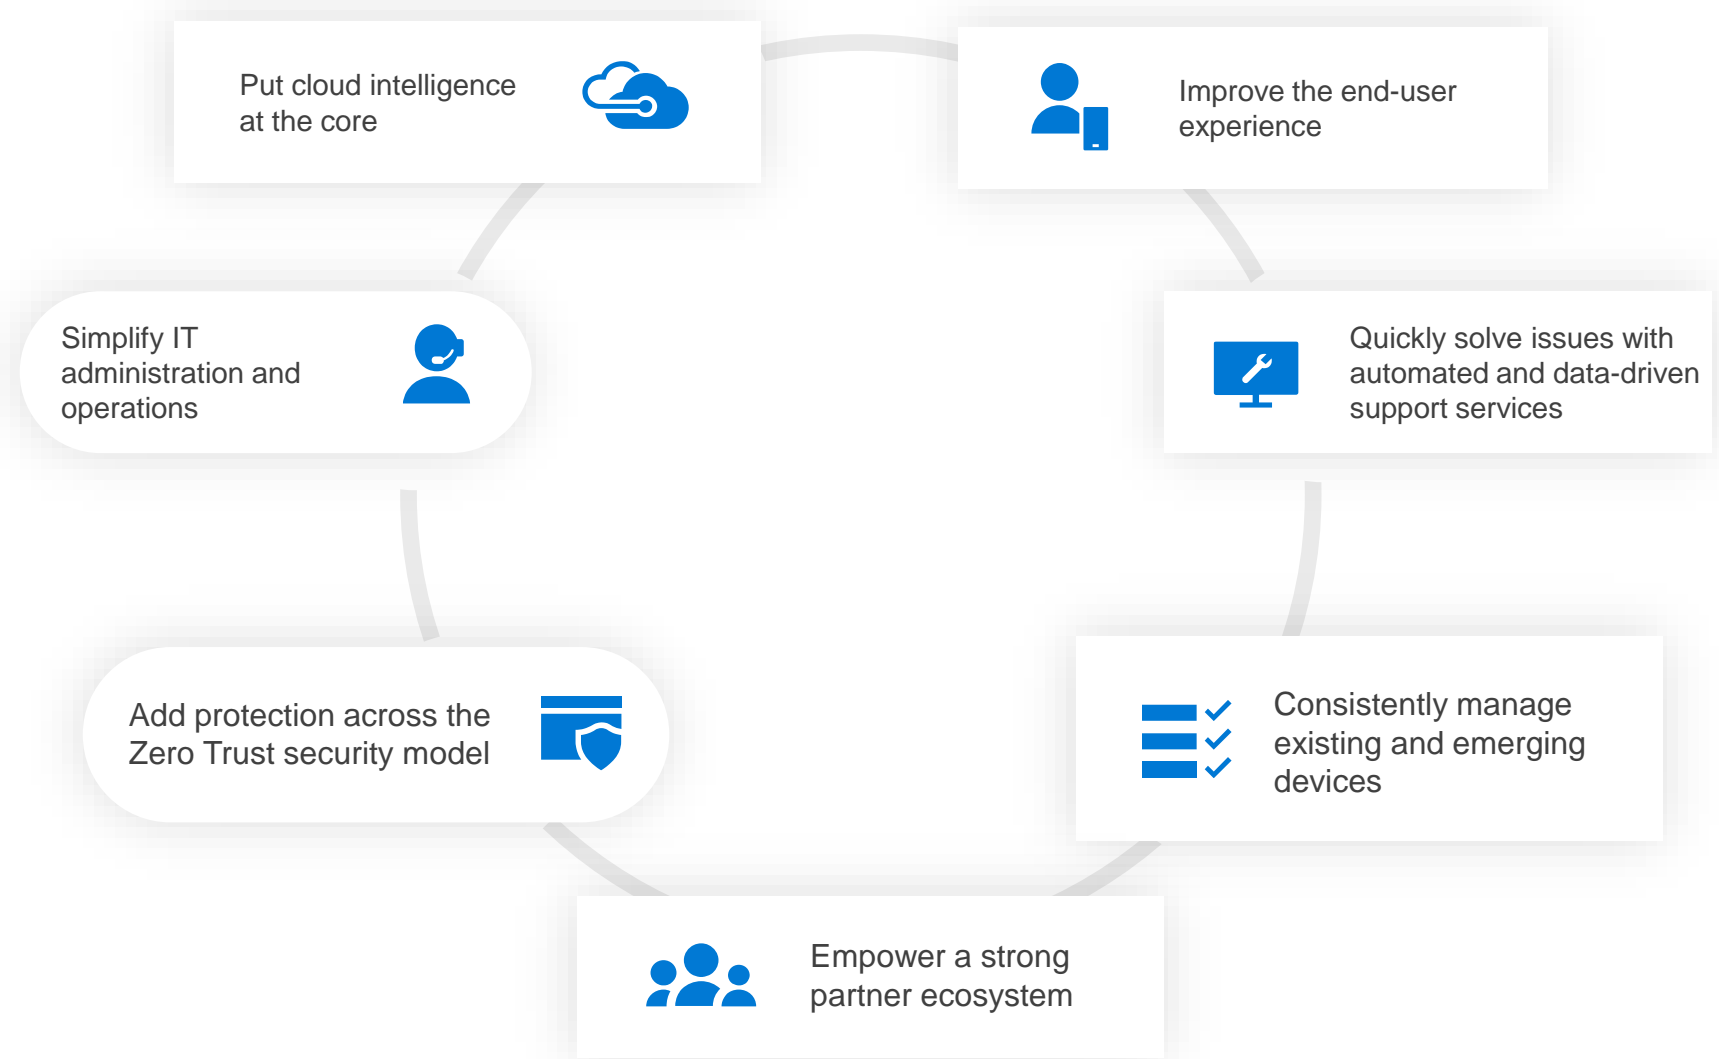 Put cloud intelligence
at the core
Improve the end-user
experience
Simplify IT
administration and
operations
Quickly solve issues with
automated and data-driven
support services
Add protection across the
Zero Trust security model
Consistently manage
existing and emerging
devices
Empower a strong
partner ecosystem